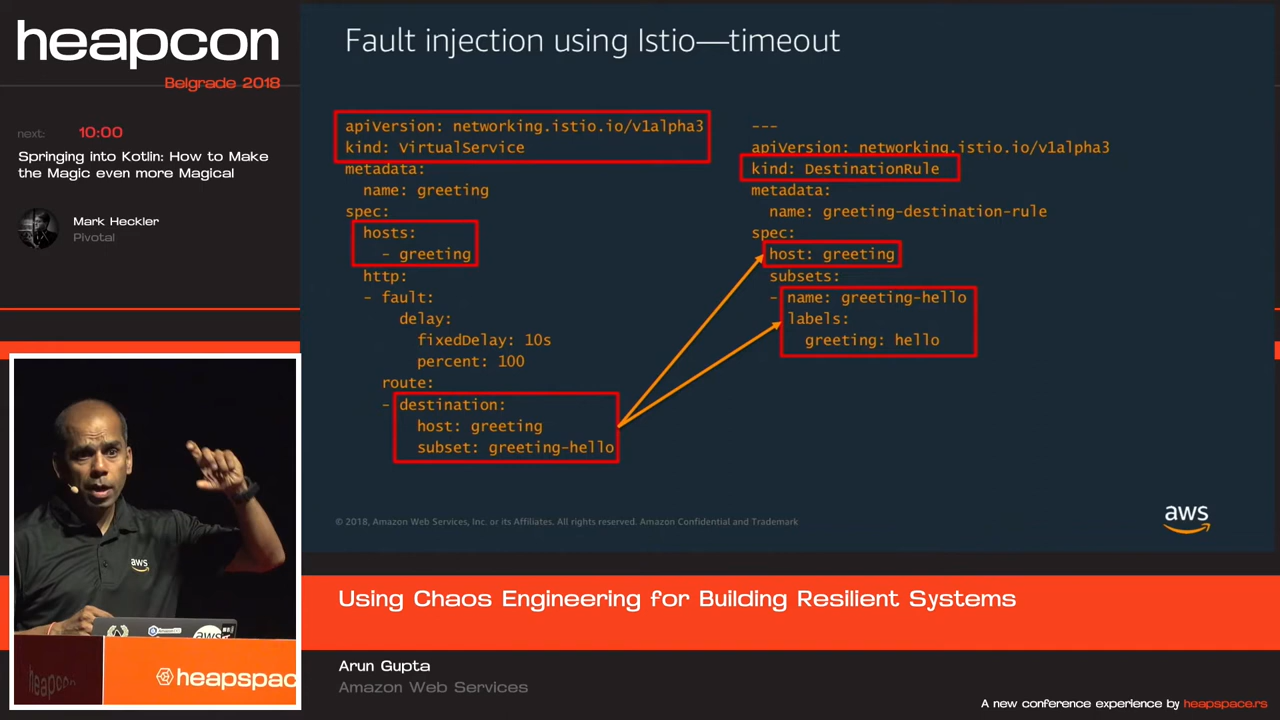 heapcon
Belgrade 2018
next: 10:00
Springing into Kotlin: How to Make
the Magic even more Magical
Mark Heckler
Pivotal
Fault injection using Istio—timeout
apiVersion: networking.istio.io/v1alpha3
kind: VirtualService
metadata:
  name: greeting
spec:
  hosts:
    - greeting
  http:
  - fault:
      delay:
        fixedDelay: 10s
        percent: 100
    route:
    - destination:
        host: greeting
        subset: greeting-hello
---
apiVersion: networking.istio.io/v1alpha3
kind: DestinationRule
metadata:
  name: greeting-destination-rule
spec:
  host: greeting
  subsets:
  - name: greeting-hello
    labels:
      greeting: hello
© 2018, Amazon Web Services, Inc. or its Affiliates. All rights reserved. Amazon Confidential and Trademark
aws
aws
aws
heapspac
Using Chaos Engineering for Building Resilient Systems
Arun Gupta
Amazon Web Services
A new conference experience by heapspace.rs